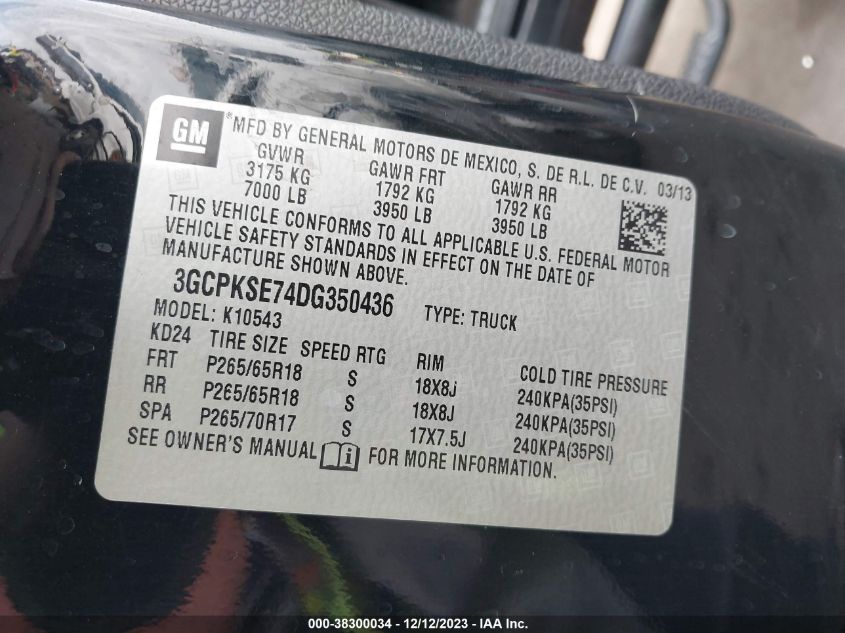 GM ® MFD BY GENERAL MOTORS DE MEXICO, S. DE R.L. DE C.V. 03/13
GVWR GAWR FRT GAWR RR
3175 KG 1792 KG 1792 KG
7000 LB 3950 LB 3950 LB
THIS VEHICLE CONFORMS TO ALL APPLICABLE U.S. FEDERAL MOTOR
VEHICLE SAFETY STANDARDS IN EFFECT ON THE DATE OF
MANUFACTURE SHOWN ABOVE.
3GCPKSE74DG350436 TYPE: TRUCK
MODEL: K10543
KD24 TIRE SIZE SPEED RTG RIM COLD TIRE PRESSURE
FRT P265/65R18 S 18X8J 240KPA(35PSI)
RR P265/65R18 S 18X8J 240KPA(35PSI)
SPA P265/70R17 S 17X7.5J 240KPA(35PSI)
SEE OWNER'S MANUAL i FOR MORE INFORMATION.
000-38300034 - 12/12/2023 - IAA Inc.